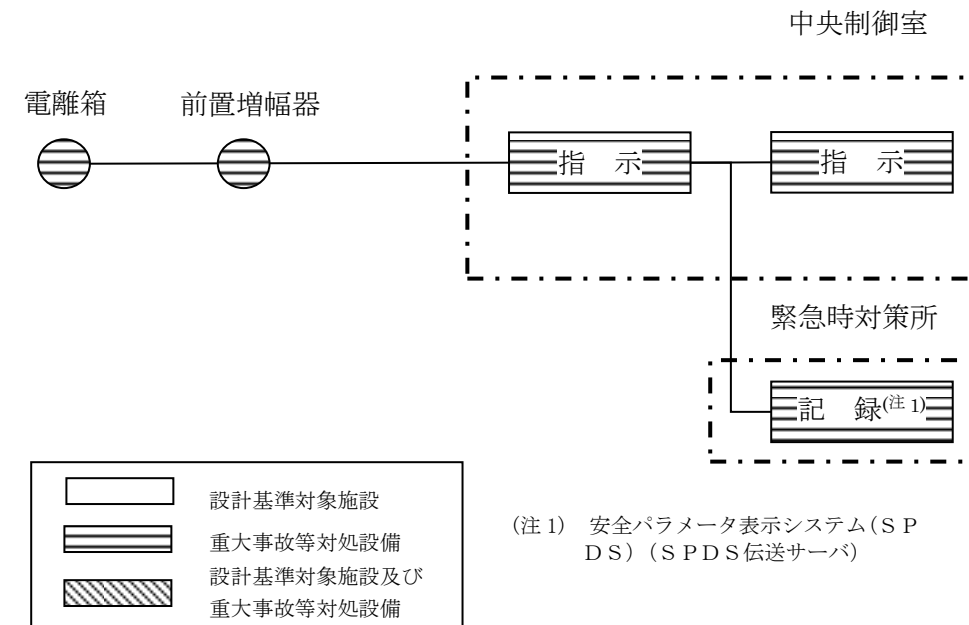 中央制御室
電離箱
前置増幅器
指　示
指　示
緊急時対策所
記　録(注 1)
設計基準対象施設
重大事故等対処設備
設計基準対象施設及び
重大事故等対処設備
(注 1)　安全パラメータ表示システム(ＳＰ
ＤＳ)（ＳＰＤＳ伝送サーバ）